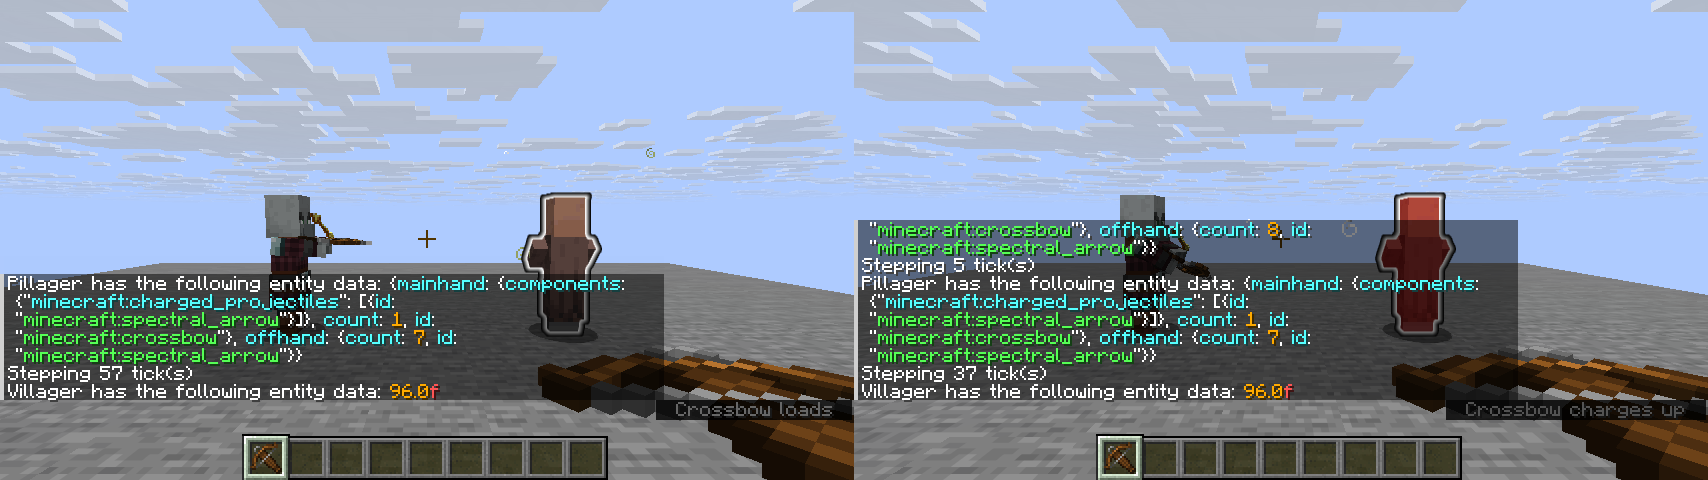 Pillager has the following entity data: {mainhand: {components:
{"minecraft:charged_projectiles": [{id:
"minecraft:spectral_arrow"}]}, count: 1, id:
"minecraft:crossbow"}, offhand: {count: 7, id:
"minecraft:spectral_arrow"}}
Stepping 57 tick(s)
Villager has the following entity data: 96.0f
Crossbow loads
"minecraft:crossbow"}, offhand: {count: 8, id:
"minecraft:spectral_arrow"}}
Stepping 5 tick(s)
Pillager has the following entity data: {mainhand: {components:
{"minecraft:charged_projectiles": [{id:
"minecraft:spectral_arrow"}]}, count: 1, id:
"minecraft:crossbow"}, offhand: {count: 7, id:
"minecraft:spectral_arrow"}}
Stepping 37 tick(s)
Villager has the following entity data: 96.0f
Crossbow charges up